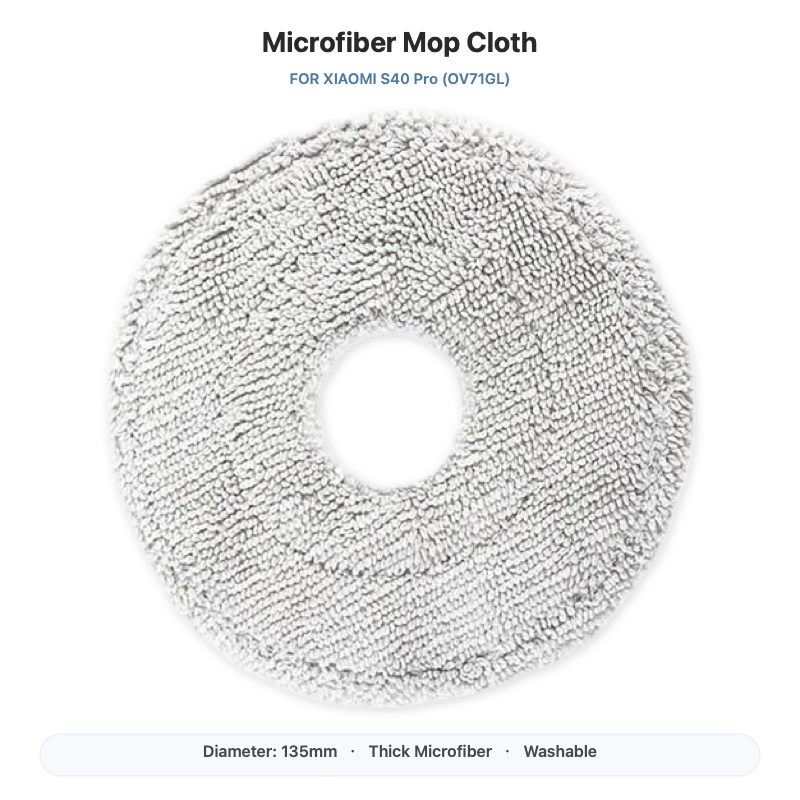 Microfiber Mop Cloth
FOR XIAOMI S40 Pro (OV71GL)
Diameter: 135mm · Thick Microfiber · Washable